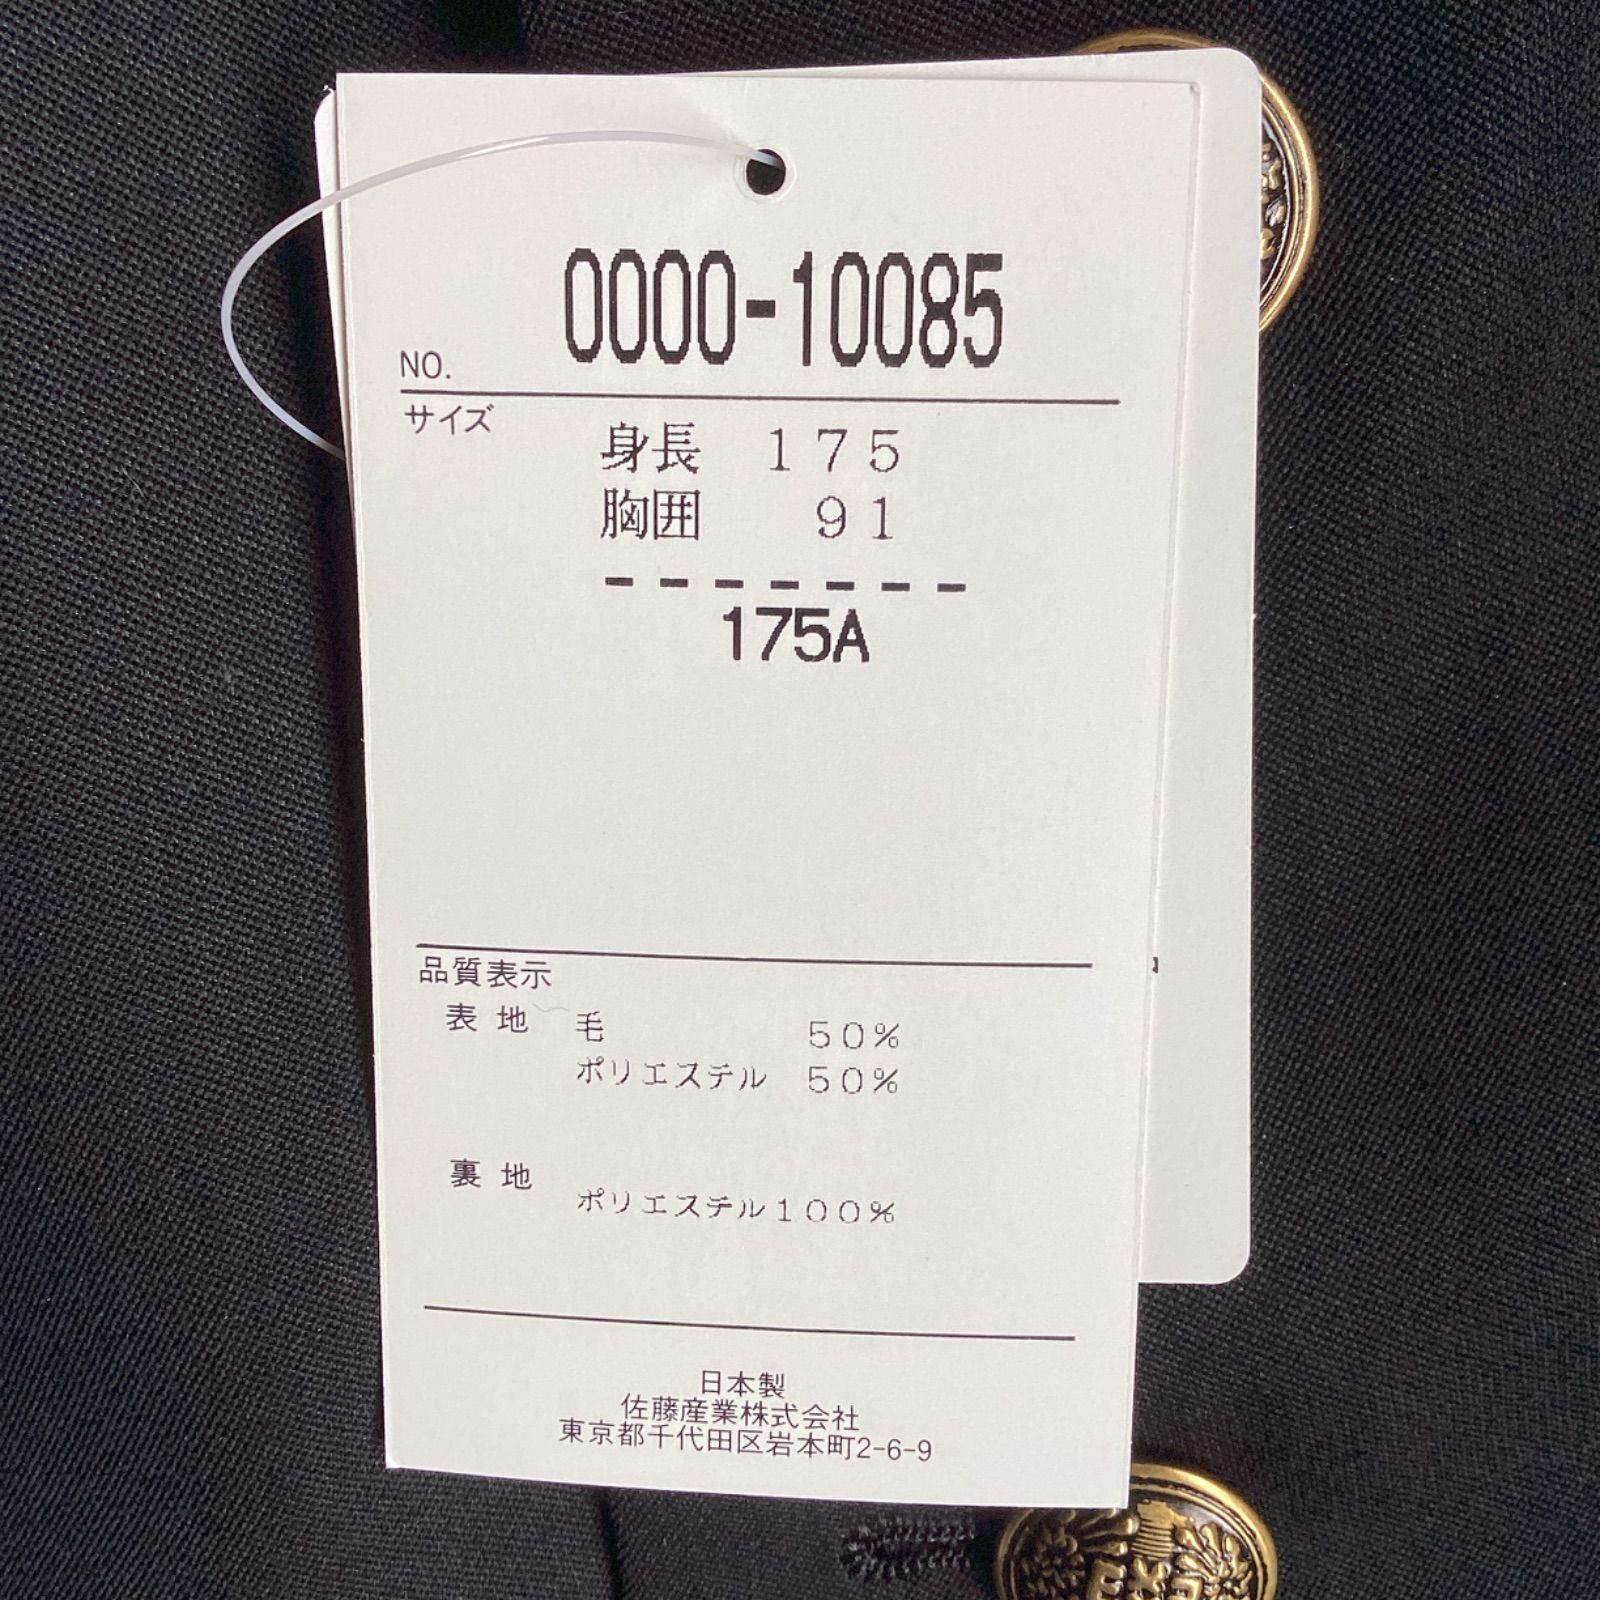 0000-10085
NO.
サイズ
身長 175
胸囲 91
-------
175A
品質表示
表地 毛 50%
ポリエステル 50%
裏地
ポリエステル100%
日本製
佐藤産業株式会社
東京都千代田区岩本町2-6-9